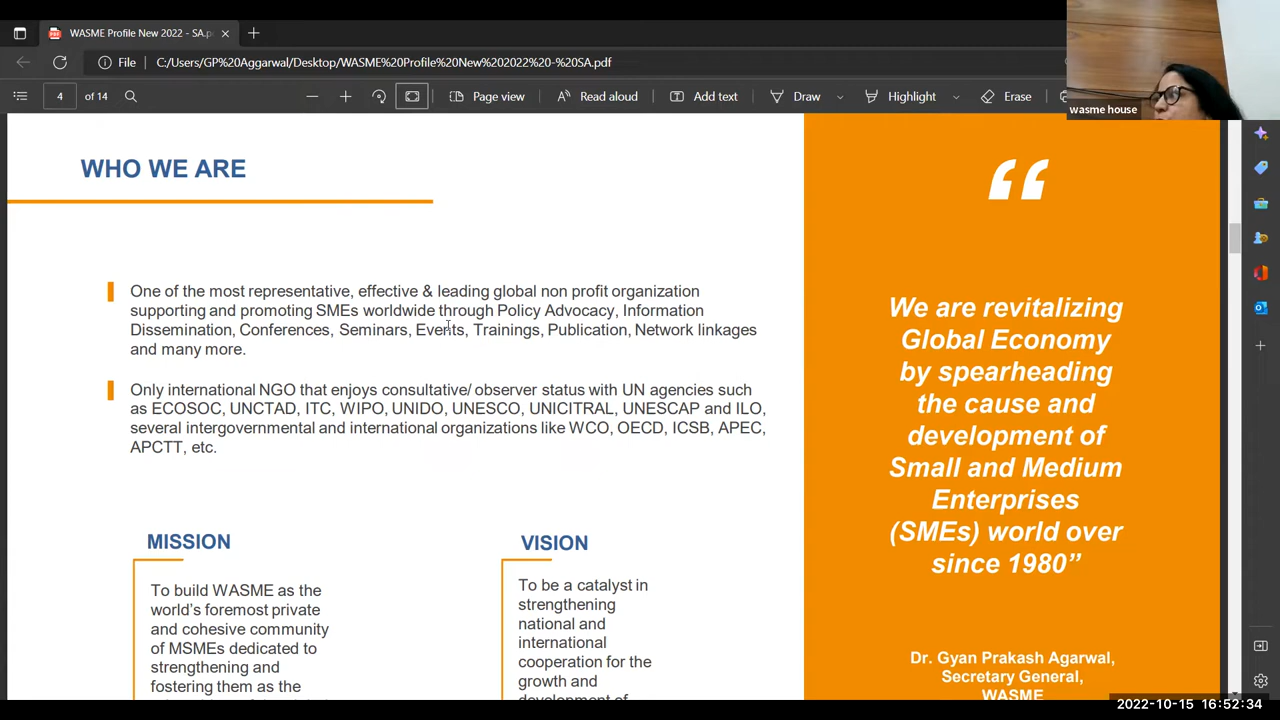 WASME Profile New 2022 - SA.p
File C:/Users/GP%20Aggarwal/Desktop/WASME%20Profile%20New%202022%20-%20SA.pdf
4 of 14 Page view Read aloud Add text Draw Highlight Erase
wasme house
WHO WE ARE
One of the most representative, effective & leading global non profit organization
supporting and promoting SMEs worldwide through Policy Advocacy, Information
Dissemination, Conferences, Seminars, Events, Trainings, Publication, Network linkages
and many more.
Only international NGO that enjoys consultative/ observer status with UN agencies such
as ECOSOC, UNCTAD, ITC, WIPO, UNIDO, UNESCO, UNICITRAL, UNESCAP and ILO,
several intergovernmental and international organizations like WCO, OECD, ICSB, APEC,
APCTT, etc.
MISSION
To build WASME as the
world's foremost private
and cohesive community
of MSMEs dedicated to
strengthening and
fostering them as the
VISION
To be a catalyst in
strengthening
national and
international
cooperation for the
growth and
development of
“
We are revitalizing
Global Economy
by spearheading
the cause and
development of
Small and Medium
Enterprises
(SMEs) world over
since 1980”
Dr. Gyan Prakash Agarwal,
Secretary General,
WASME
2022-10-15 16:52:34